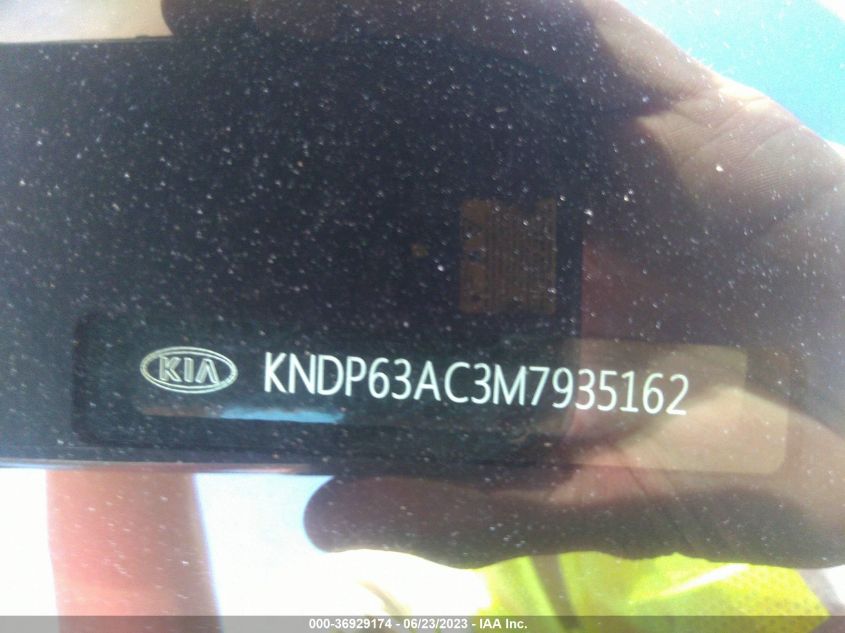 KIA KNDP63AC3M7935162
000-36929174 - 06/23/2023 - IAA Inc.